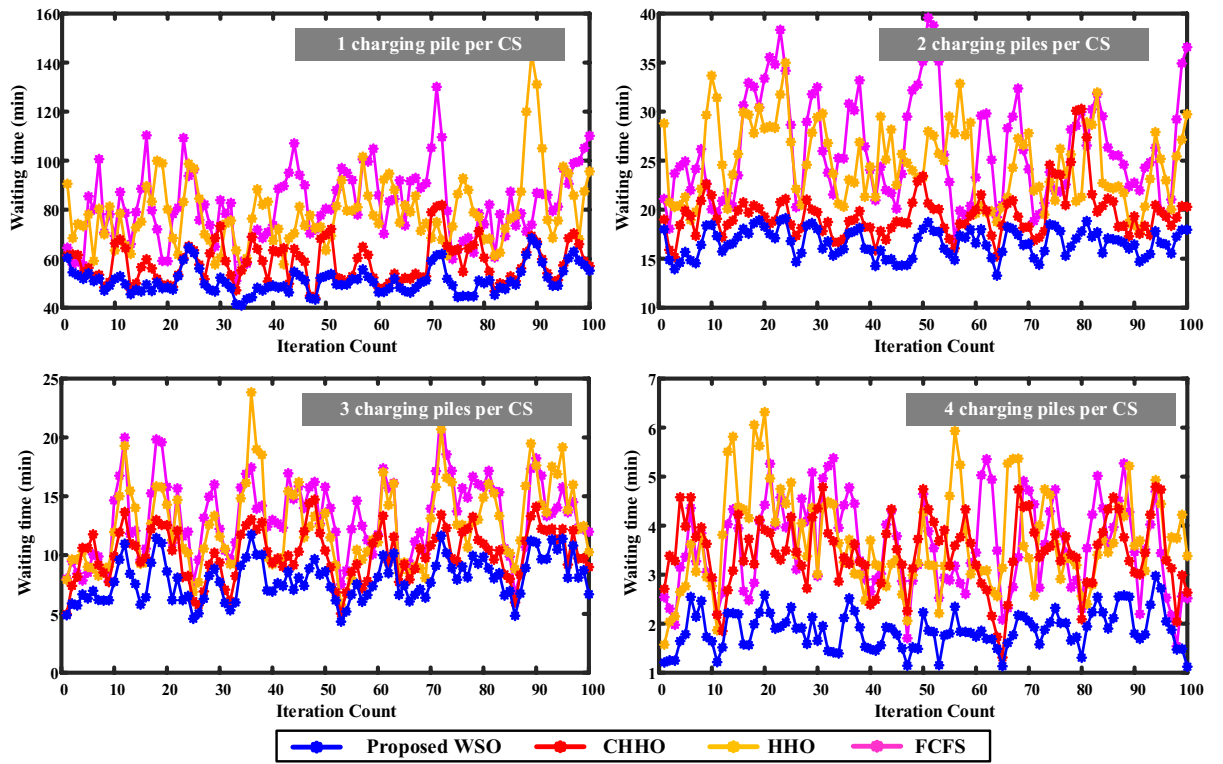 1 charging pile per CS
160
140
120
100
80
60
40
Waiting time (min)
0 10 20 30 40 50 60 70 80 90 100
Iteration Count
2 charging piles per CS
40
35
30
25
20
15
10
Waiting time (min)
0 10 20 30 40 50 60 70 80 90 100
Iteration Count
3 charging piles per CS
25
20
15
10
5
0
Waiting time (min)
0 10 20 30 40 50 60 70 80 90 100
Iteration Count
4 charging piles per CS
7
6
5
4
3
2
1
Waiting time (min)
0 10 20 30 40 50 60 70 80 90 100
Iteration Count
Proposed WSO CHHO HHO FCFS